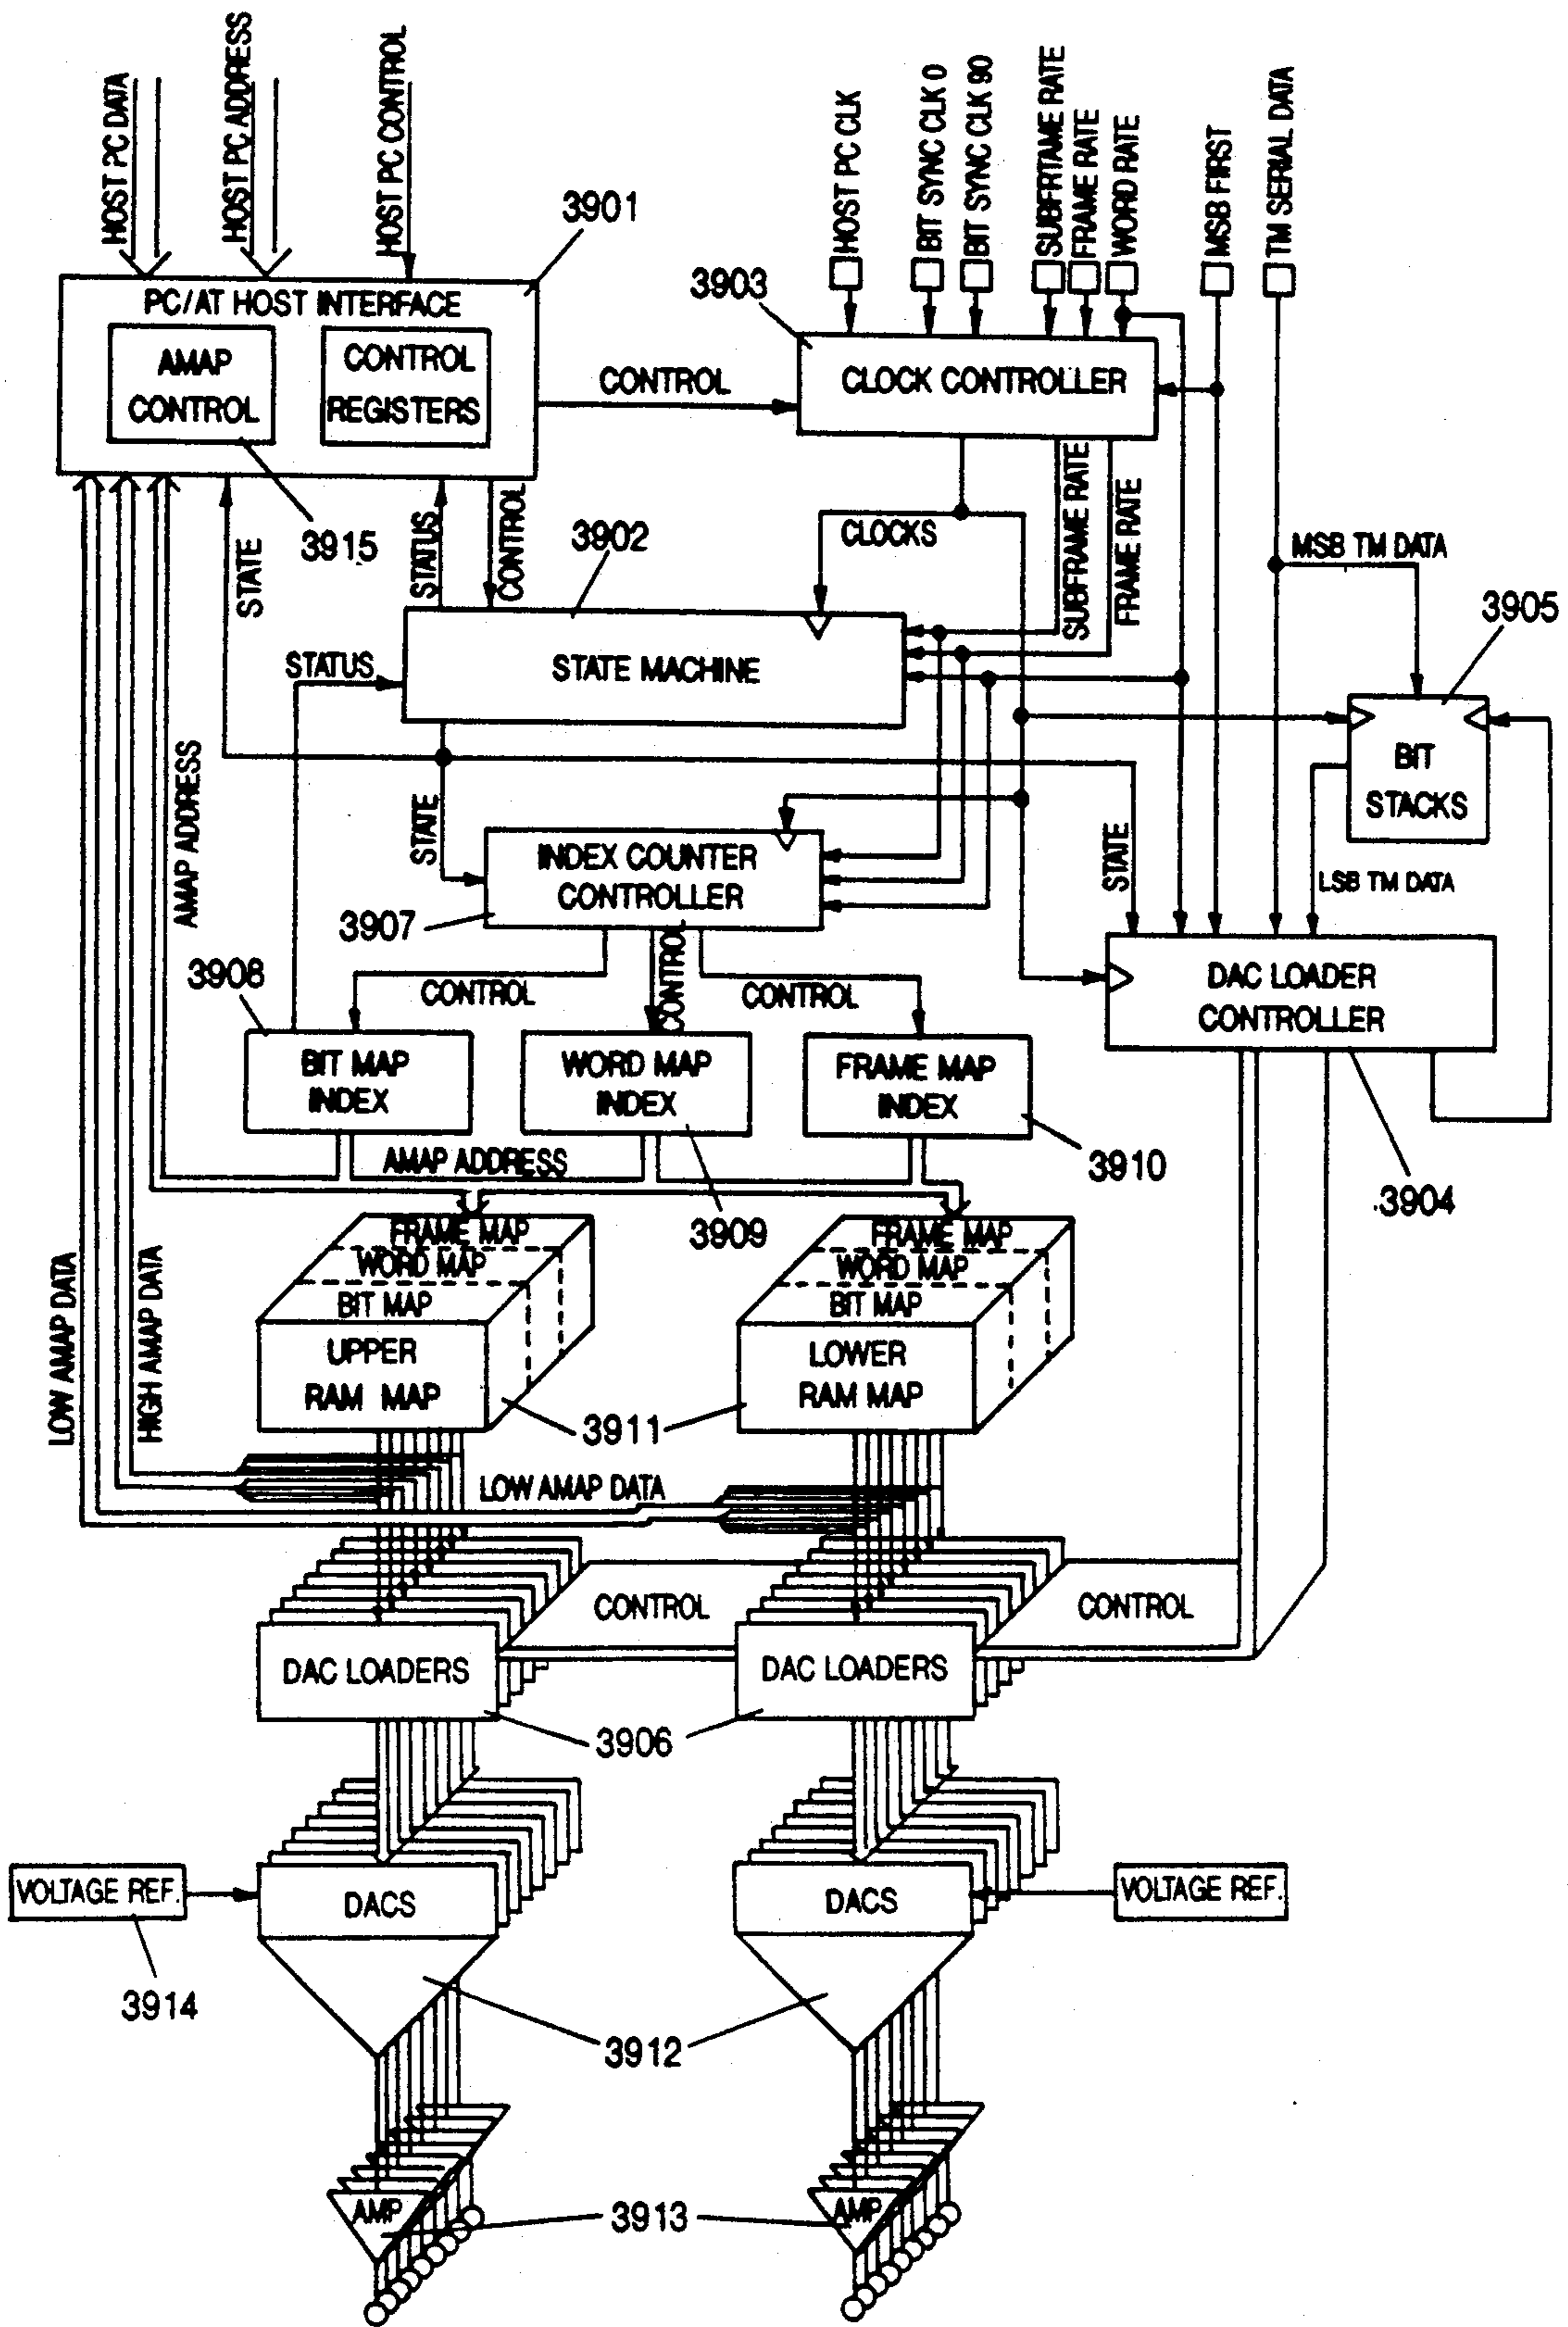 HOST PC DATA
HOST PC ADDRESS
HOST PC CONTROL
HOST PC CLK
BIT SYNC CLK 0
BIT SYNC CLK 90
SUBFRTAME RATE
FRAME RATE
WORD RATE
MSB FIRST
TM SERIAL DATA
3901
3903
PC/AT HOST INTERFACE
AMAP
CONTROL
CONTROL
REGISTERS
CONTROL
CLOCK CONTROLLER
3915
STATE
STATUS
CONTROL
3902
CLOCKS
SUBFRAME RATE
FRAME RATE
MSB TM DATA
3905
STATUS
STATE MACHINE
BIT
STACKS
AMAP ADDRESS
STATE
INDEX COUNTER
CONTROLLER
3907
STATE
LSB TM DATA
3908
CONTROL
CONTROL
CONTROL
DAC LOADER
CONTROLLER
BIT MAP
INDEX
WORD MAP
INDEX
FRAME MAP
INDEX
AMAP ADDRESS
3909
3910
3904
LOW AMAP DATA
HIGH AMAP DATA
FRAME MAP
WORD MAP
BIT MAP
UPPER
RAM MAP
FRAME MAP
WORD MAP
BIT MAP
LOWER
RAM MAP
3911
LOW AMAP DATA
CONTROL
CONTROL
DAC LOADERS
DAC LOADERS
3906
VOLTAGE REF.
DACS
DACS
VOLTAGE REF.
3914
3912
AMP
3913
AMP